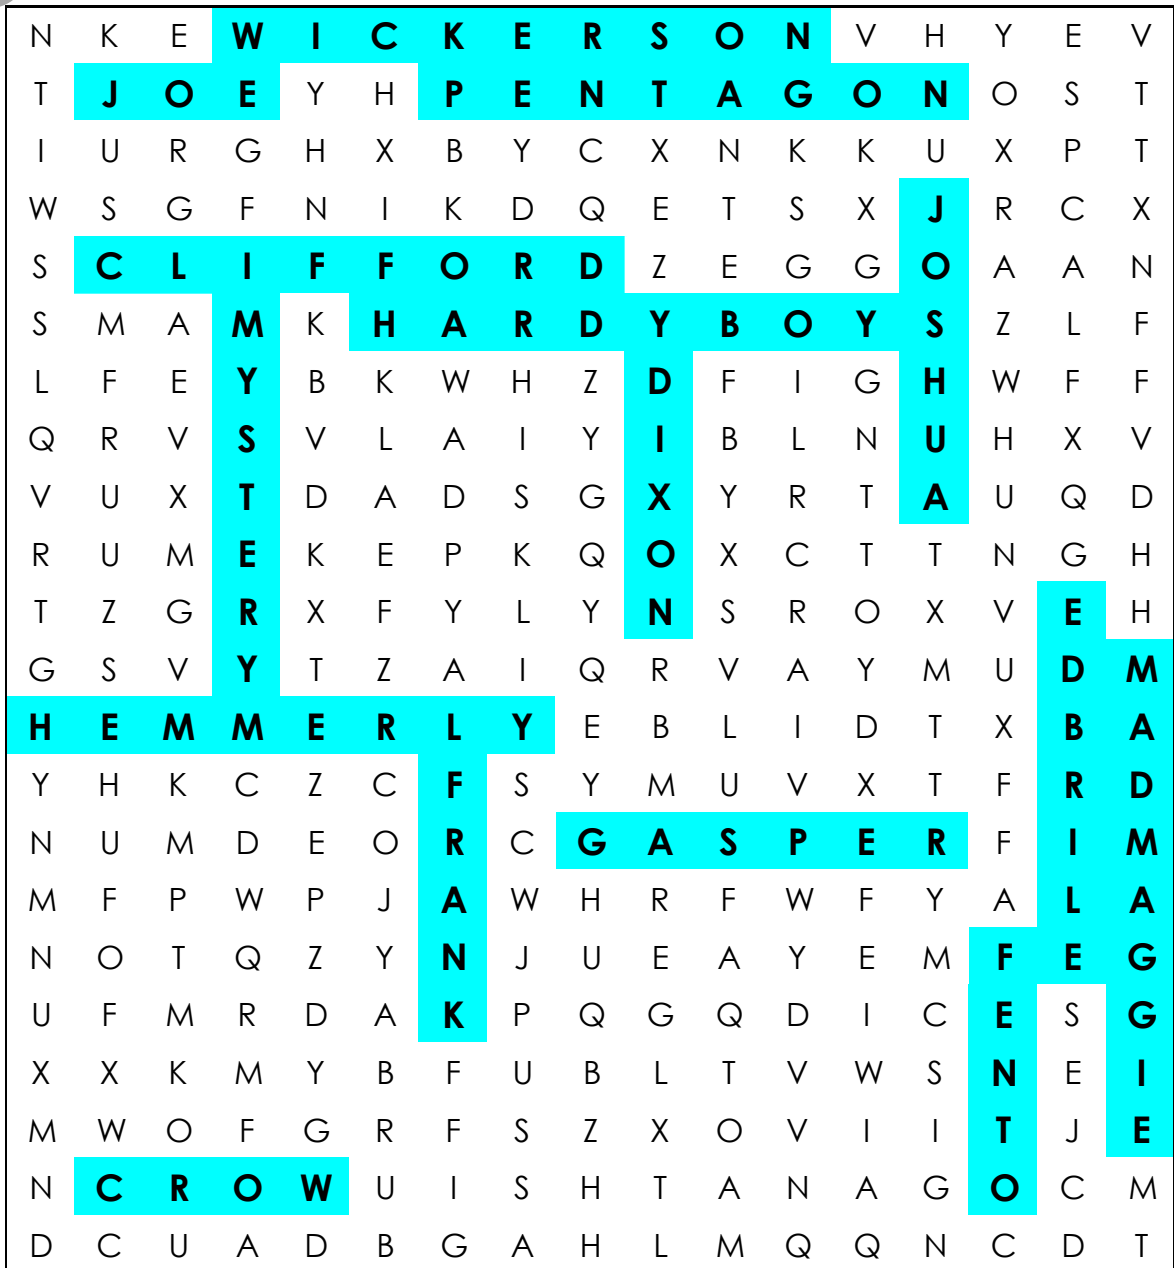 N K E W I C K E R S O N V H Y E V
T J O E Y H P E N T A G O N O S T
I U R G H X B Y C X N K K U X P T
W S G F N I K D Q E T S X J R C X
S C L I F F O R D Z E G G O A A N
S M A M K H A R D Y B O Y S Z L F
L F E Y B K W H Z D F I G H W F F
Q R V S V L A I Y I B L N U H X V
V U X T D A D S G X Y R T A U Q D
R U M E K E P K Q O X C T T N G H
T Z G R X F Y L Y N S R O X V E H
G S V Y T Z A I Q R V A Y M U D M
H E M M E R L Y E B L I D T X B A
Y H K C Z C F S Y M U V X T F R D
N U M D E O R C G A S P E R F I M
M F P W P J A W H R F W F Y A L A
N O T Q Z Y N J U E A Y E M F E G
U F M R D A K P Q G Q D I C E S G
X X K M Y B F U B L T V W S N E I
M W O F G R F S Z X O V I I T J E
N C R O W U I S H T A N A G O C M
D C U A D B G A H L M Q Q N C D T